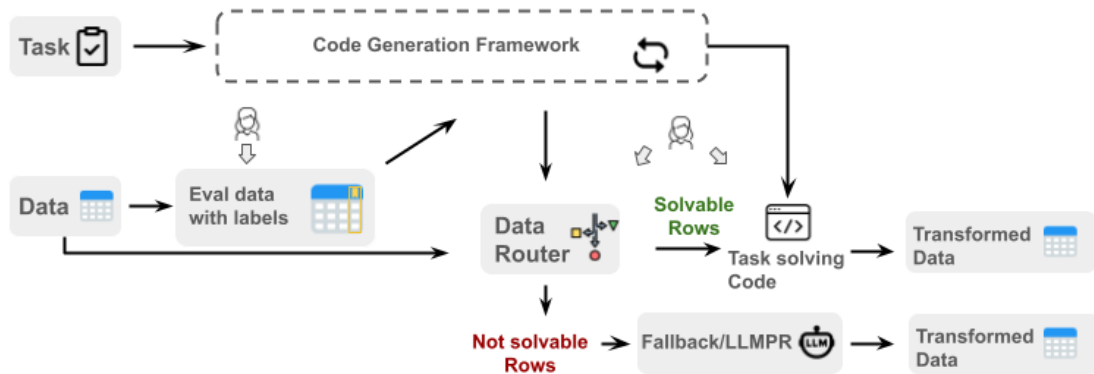 Task
Code Generation Framework
Data
Eval data
with labels
Data
Router
Solvable
Rows
</>
Task solving
Code
Transformed
Data
Not solvable
Rows
Fallback/LLMPR
LLM
Transformed
Data